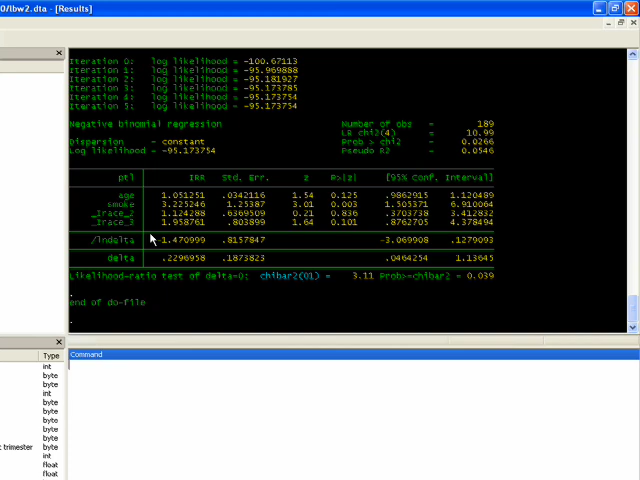 0/lbw2.dta - [Results]
Iteration 0: log likelihood = -100.67113
Iteration 1: log likelihood = -95.969888
Iteration 2: log likelihood = -95.181927
Iteration 3: log likelihood = -95.173785
Iteration 4: log likelihood = -95.173754
Iteration 5: log likelihood = -95.173754
Negative binomial regression Number of obs = 189
LR chi2(4) = 10.99
Dispersion = constant Prob > chi2 = 0.0266
Log likelihood = -95.173754 Pseudo R2 = 0.0546
ptl IRR Std. Err. z P>|z| [95% Conf. Interval]
age 1.051251 .0342116 1.54 0.125 .9862915 1.120489
smoke 3.225246 1.25387 3.01 0.003 1.505371 6.910064
_Irace_2 1.124288 .6369509 0.21 0.836 .3703738 3.412832
_Irace_3 1.958761 .803899 1.64 0.101 .8762705 4.378494
/lndelta -1.470999 .8157847 -3.069908 .1279093
delta .2296958 .1873823 .0464254 1.13645
Likelihood-ratio test of delta=0: chibar2(01) = 3.11 Prob>=chibar2 = 0.039
.
end of do-file
.
Command
Type
int
byte
byte
int
byte
byte
byte
byte
byte
t trimester byte
int
float
float